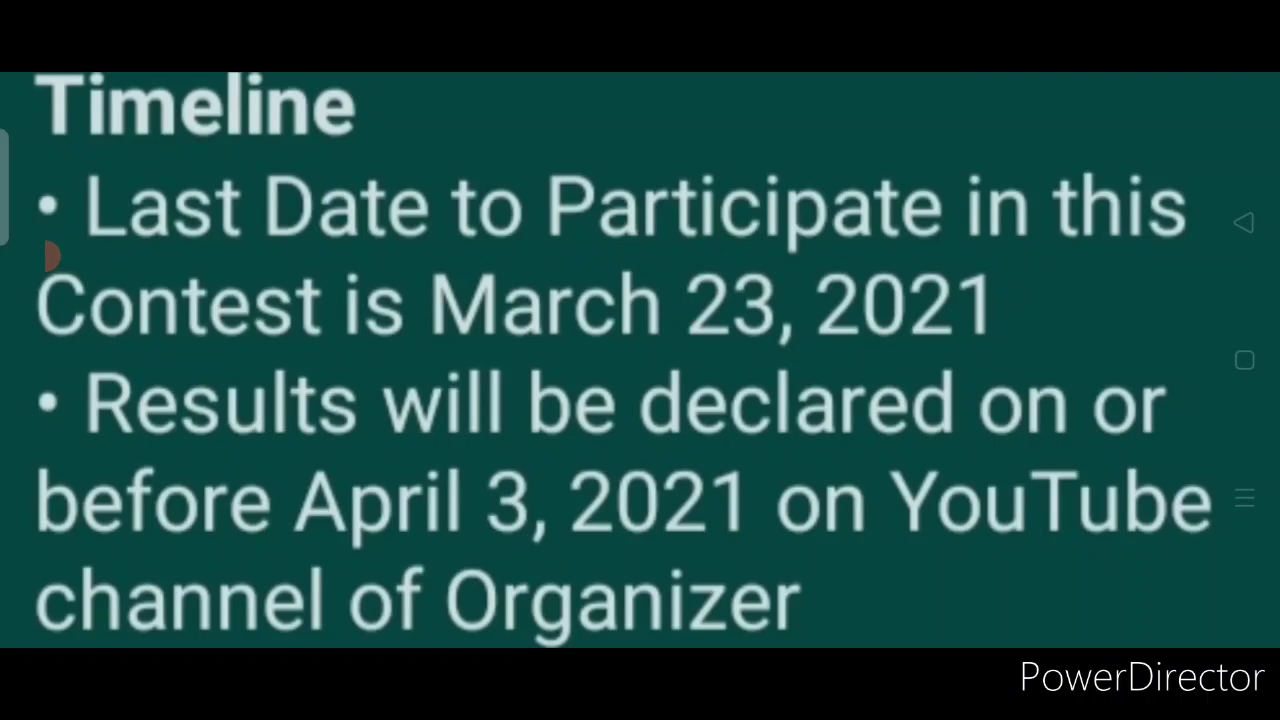 Timeline
• Last Date to Participate in this
Contest is March 23, 2021
• Results will be declared on or
before April 3, 2021 on YouTube
channel of Organizer
PowerDirector